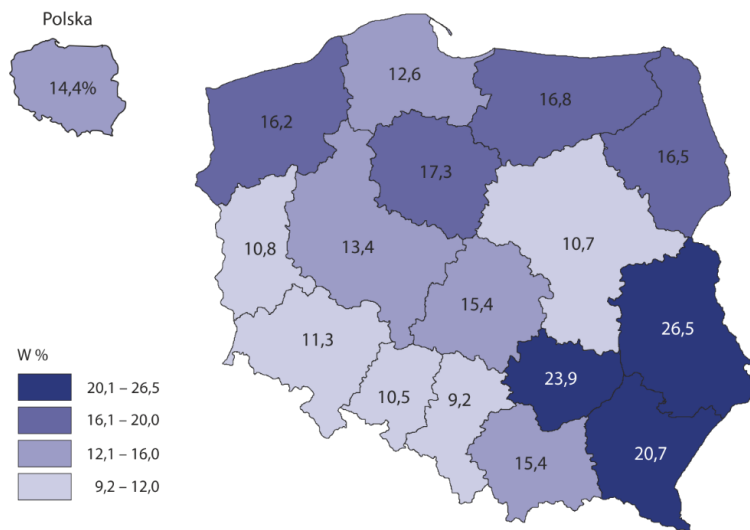 Polska
14,4%
12,6
16,8
16,2
16,5
17,3
10,8
13,4
10,7
15,4
26,5
11,3
23,9
10,5
9,2
20,7
15,4
W %
20,1 – 26,5
16,1 – 20,0
12,1 – 16,0
9,2 – 12,0